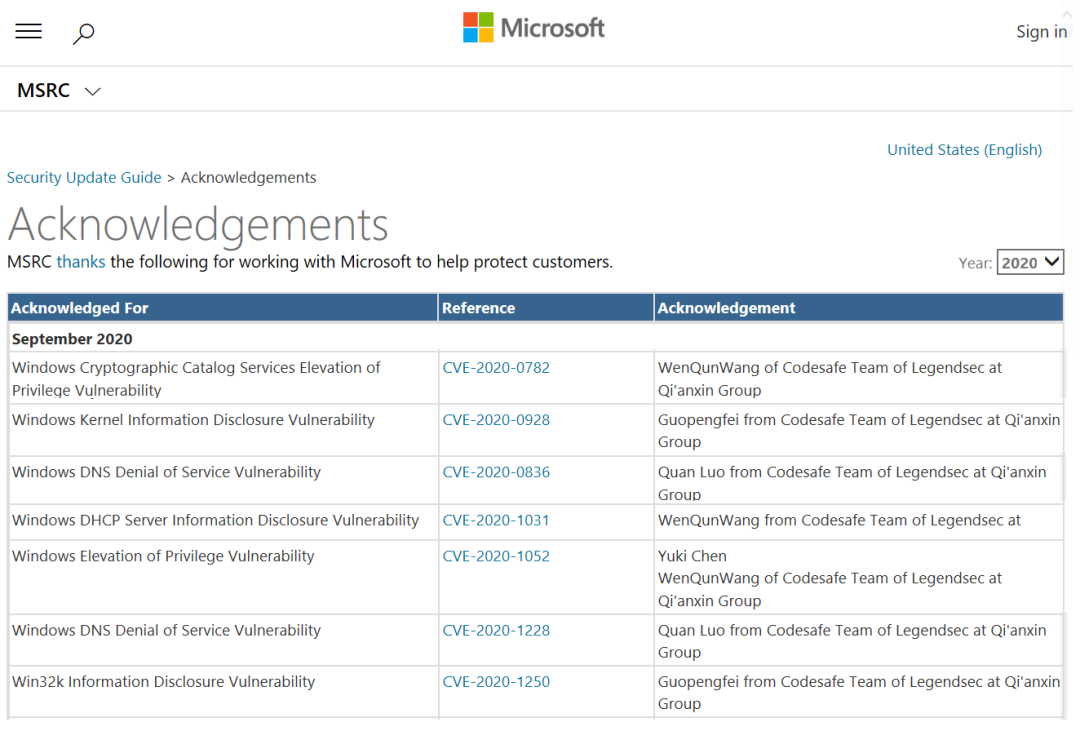 Microsoft
Sign in
MSRC
United States (English)
Security Update Guide > Acknowledgements
Acknowledgements
MSRC thanks the following for working with Microsoft to help protect customers.
Year: 2020
Acknowledged For Reference Acknowledgement
September 2020
Windows Cryptographic Catalog Services Elevation of CVE-2020-0782 WenQunWang of Codesafe Team of Legendsec at
Privilege Vulnerability Qi'anxin Group
Windows Kernel Information Disclosure Vulnerability CVE-2020-0928 Guopengfei from Codesafe Team of Legendsec at Qi'anxin
Group
Windows DNS Denial of Service Vulnerability CVE-2020-0836 Quan Luo from Codesafe Team of Legendsec at Qi'anxin
Group
Windows DHCP Server Information Disclosure Vulnerability CVE-2020-1031 WenQunWang from Codesafe Team of Legendsec at
Windows Elevation of Privilege Vulnerability CVE-2020-1052 Yuki Chen
WenQunWang of Codesafe Team of Legendsec at
Qi'anxin Group
Windows DNS Denial of Service Vulnerability CVE-2020-1228 Quan Luo from Codesafe Team of Legendsec at Qi'anxin
Group
Win32k Information Disclosure Vulnerability CVE-2020-1250 Guopengfei from Codesafe Team of Legendsec at Qi'anxin
Group